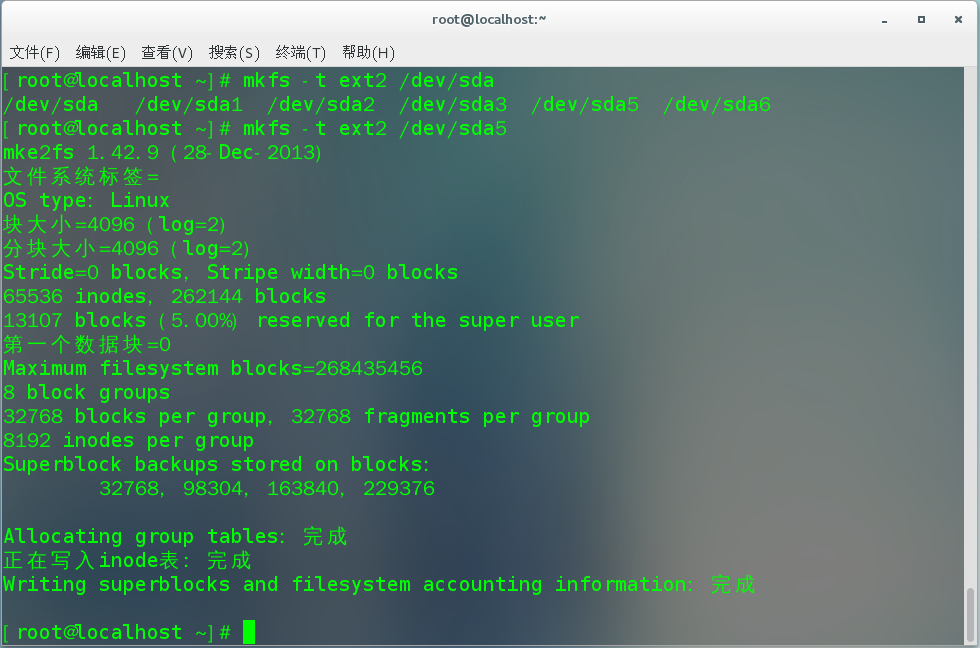 root@localhost:~
文件(F) 编辑(E) 查看(V) 搜索(S) 终端(T) 帮助(H)
[root@localhost ~]# mkfs -t ext2 /dev/sda
/dev/sda   /dev/sda1  /dev/sda2  /dev/sda3  /dev/sda5  /dev/sda6
[root@localhost ~]# mkfs -t ext2 /dev/sda5
mke2fs 1.42.9 (28-Dec-2013)
文件系统标签=
OS type: Linux
块大小=4096 (log=2)
分块大小=4096 (log=2)
Stride=0 blocks, Stripe width=0 blocks
65536 inodes, 262144 blocks
13107 blocks (5.00%) reserved for the super user
第一个数据块=0
Maximum filesystem blocks=268435456
8 block groups
32768 blocks per group, 32768 fragments per group
8192 inodes per group
Superblock backups stored on blocks:
        32768, 98304, 163840, 229376
Allocating group tables: 完成
正在写入inode表: 完成
Writing superblocks and filesystem accounting information: 完成
[root@localhost ~]#